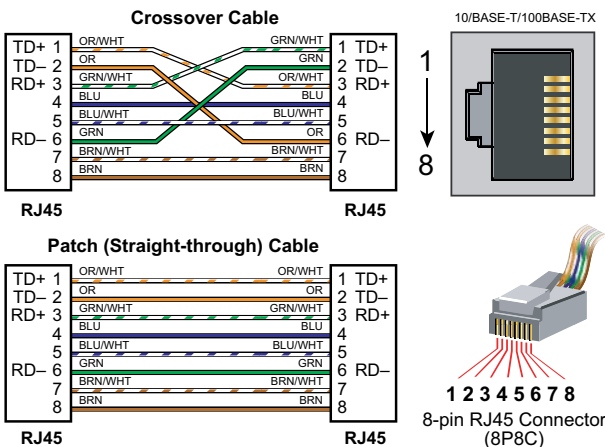 Crossover Cable
10/BASE-T/100BASE-TX
TD+ 1 OR/WHT GRN/WHT 1 TD+
TD– 2 OR GRN 2 TD–
RD+ 3 GRN/WHT OR/WHT 3 RD+
4 BLU BLU 4
5 BLU/WHT BLU/WHT 5
RD– 6 GRN OR 6 RD–
7 BRN/WHT BRN/WHT 7
8 BRN BRN 8
RJ45 RJ45
1
8
Patch (Straight-through) Cable
TD+ 1 OR/WHT OR/WHT 1 TD+
TD– 2 OR OR 2 TD–
RD+ 3 GRN/WHT GRN/WHT 3 RD+
4 BLU BLU 4
5 BLU/WHT BLU/WHT 5
RD– 6 GRN GRN 6 RD–
7 BRN/WHT BRN/WHT 7
8 BRN BRN 8
RJ45 RJ45
1 2 3 4 5 6 7 8
8-pin RJ45 Connector
(8P8C)